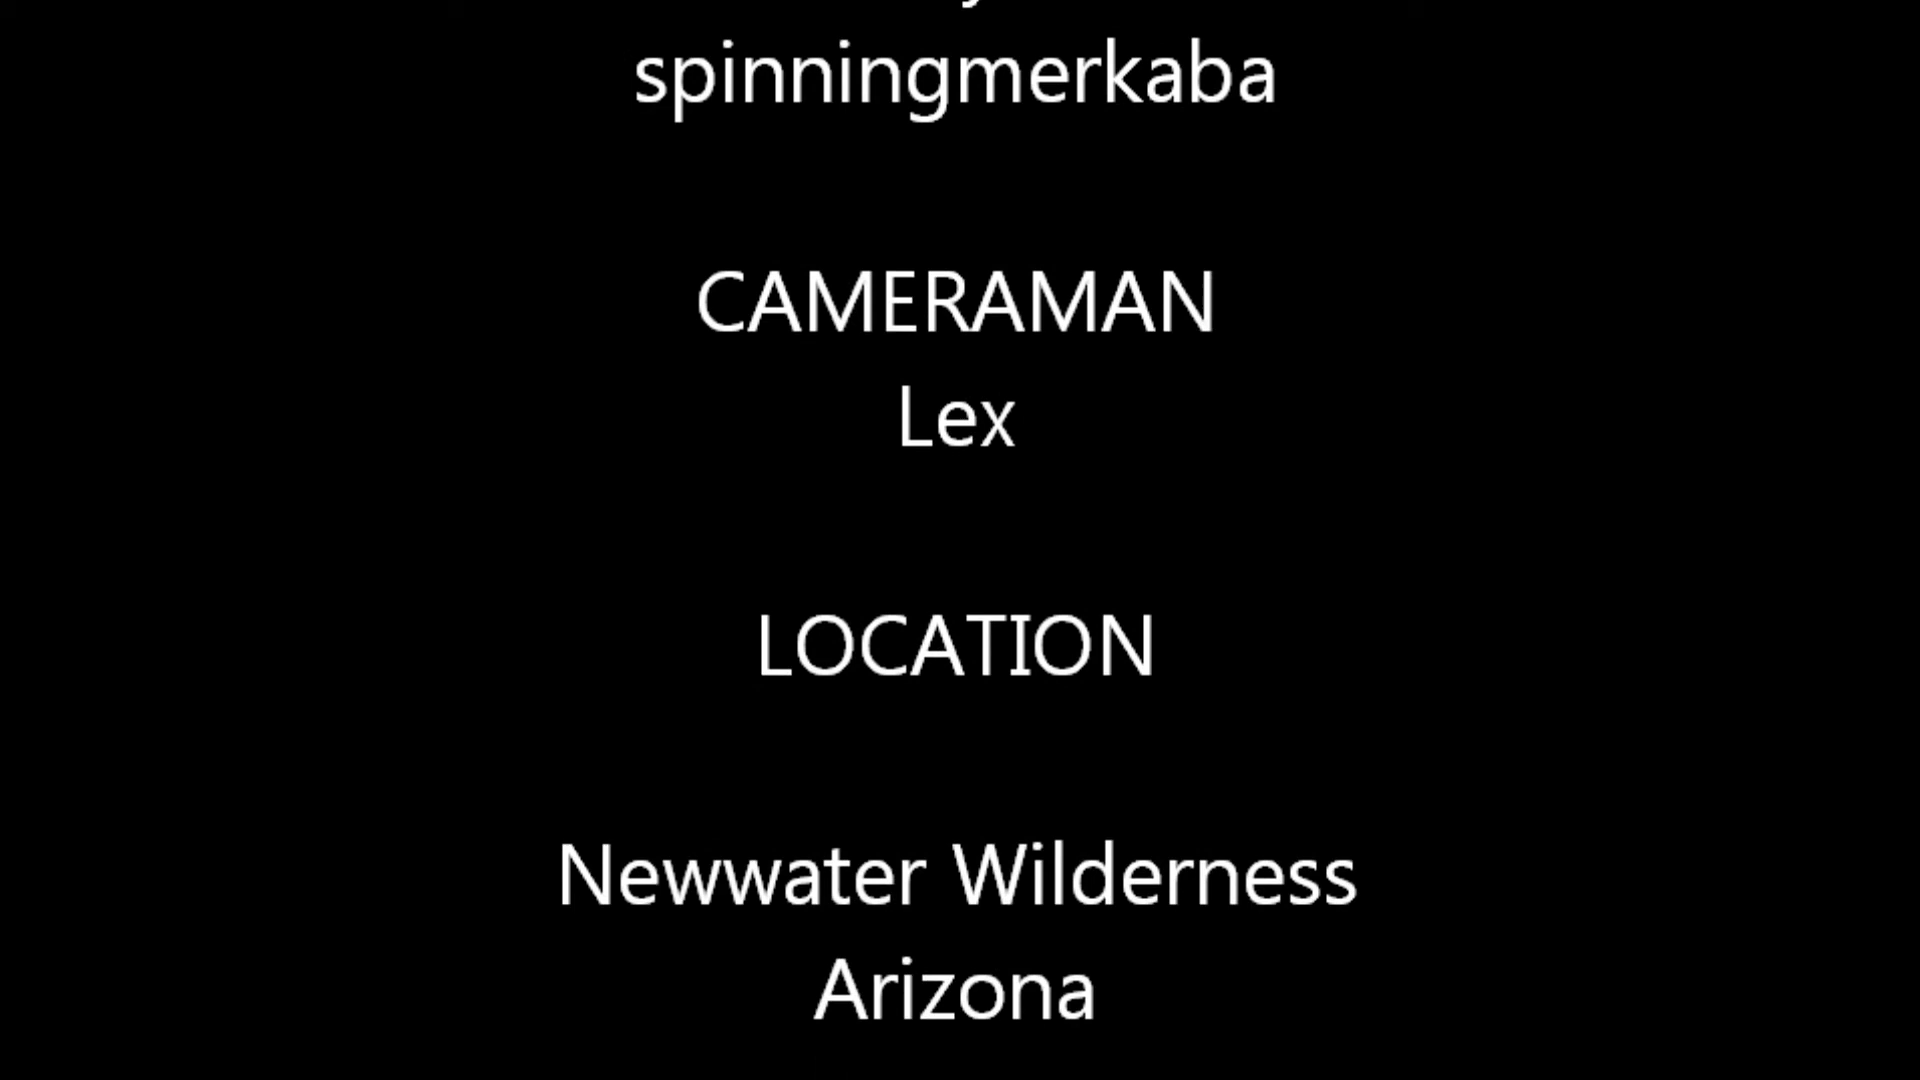 spinningmerkaba
CAMERAMAN
Lex
LOCATION
Newwater Wilderness
Arizona